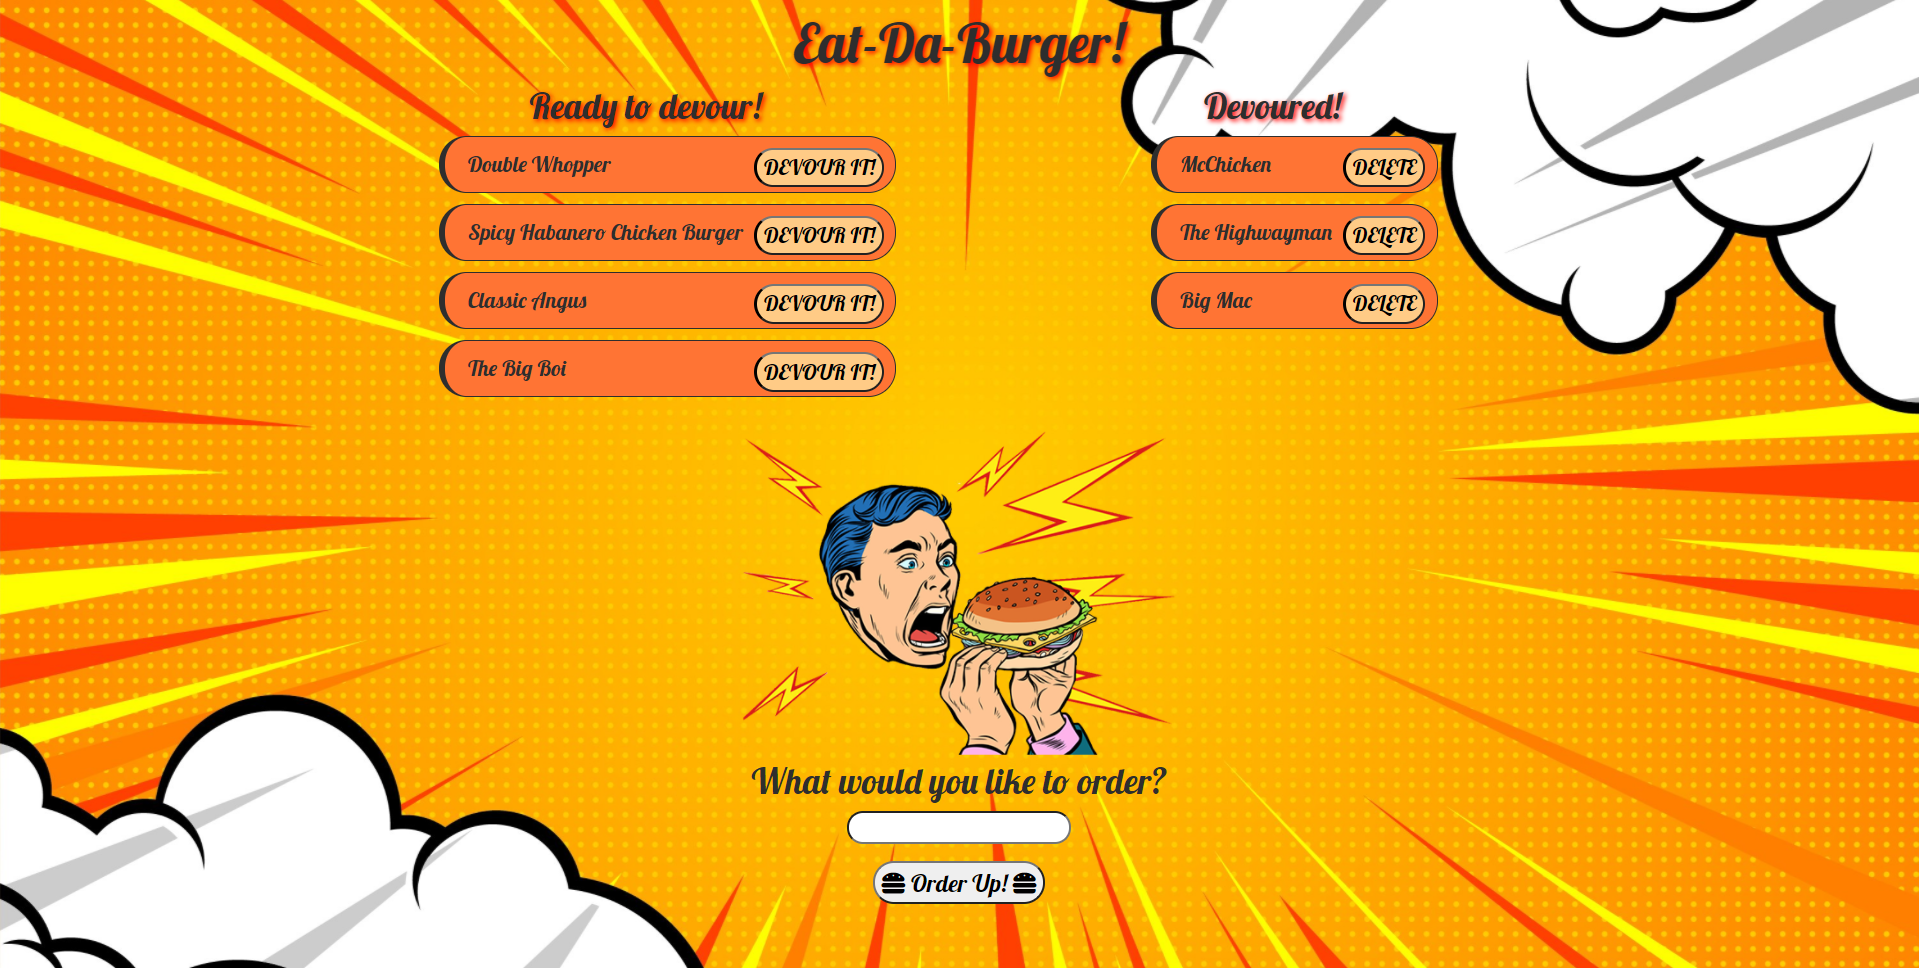 Eat-Da-Burger!
Ready to devour!
Double Whopper DEVOUR IT!
Spicy Habanero Chicken Burger DEVOUR IT!
Classic Angus DEVOUR IT!
The Big Boi DEVOUR IT!
Devoured!
McChicken DELETE
The Highwayman DELETE
Big Mac DELETE
What would you like to order?
Order Up!